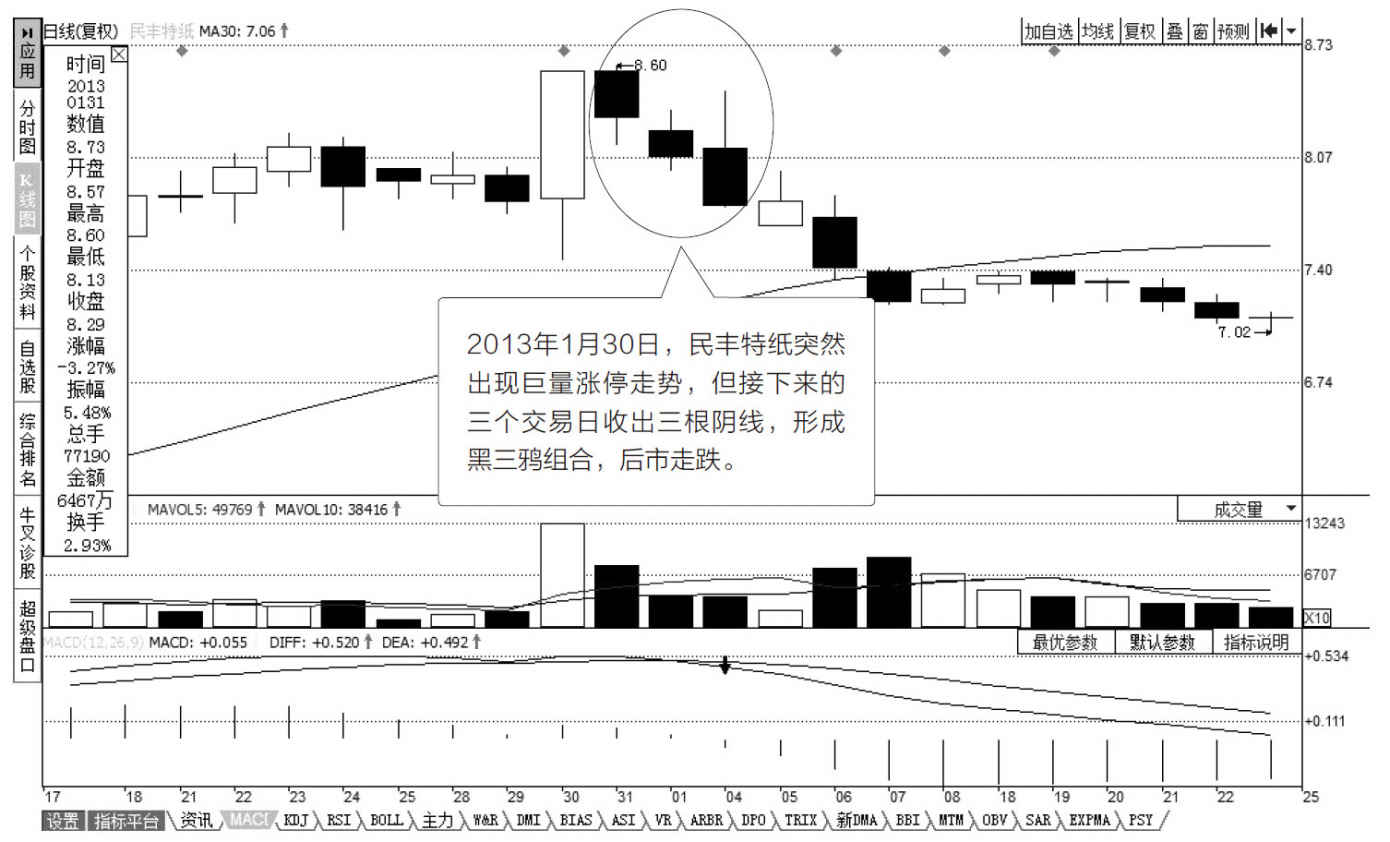 日线(复权) 民丰特纸 MA30: 7.06↑
加自选 均线 复权 叠 窗 预测
应用
分时图
K线图
个股资料
自选股
综合排名
牛叉诊股
超级盘口
时间
2013
0131
数值
8.73
开盘
8.57
最高
8.60
最低
8.13
收盘
8.29
涨幅
-3.27%
振幅
5.48%
总手
77190
金额
6467万
换手
2.93%
←8.60
7.02→
8.73
8.07
7.40
6.74
2013年1月30日，民丰特纸突然
出现巨量涨停走势，但接下来的
三个交易日收出三根阴线，形成
黑三鸦组合，后市走跌。
MAVOL5: 49769↑ MAVOL10: 38416↑
成交量
13243
6707
X10
MACD(12,26,9) MACD: +0.055 DIFF: +0.520↑ DEA: +0.492↑
最优参数 默认参数 指标说明
+0.534
+0.111
17 18 21 22 23 24 25 28 29 30 31 01 04 05 06 07 08 18 19 20 21 22 25
设置 指标平台 资讯 MACD KDJ RSI BOLL 主力 W&R DMI BIAS ASI VR ARBR DPO TRIX 新DMA BBI MTM OBV SAR EXPMA PSY